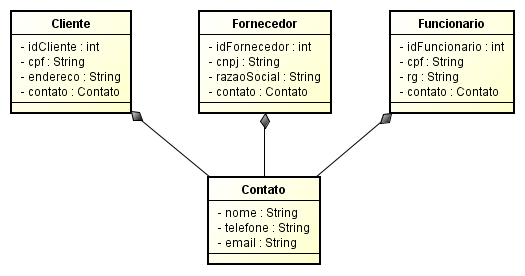 Cliente
- idCliente : int
- cpf : String
- endereco : String
- contato : Contato
Fornecedor
- idFornecedor : int
- cnpj : String
- razaoSocial : String
- contato : Contato
Funcionario
- idFuncionario : int
- cpf : String
- rg : String
- contato : Contato
Contato
- nome : String
- telefone : String
- email : String